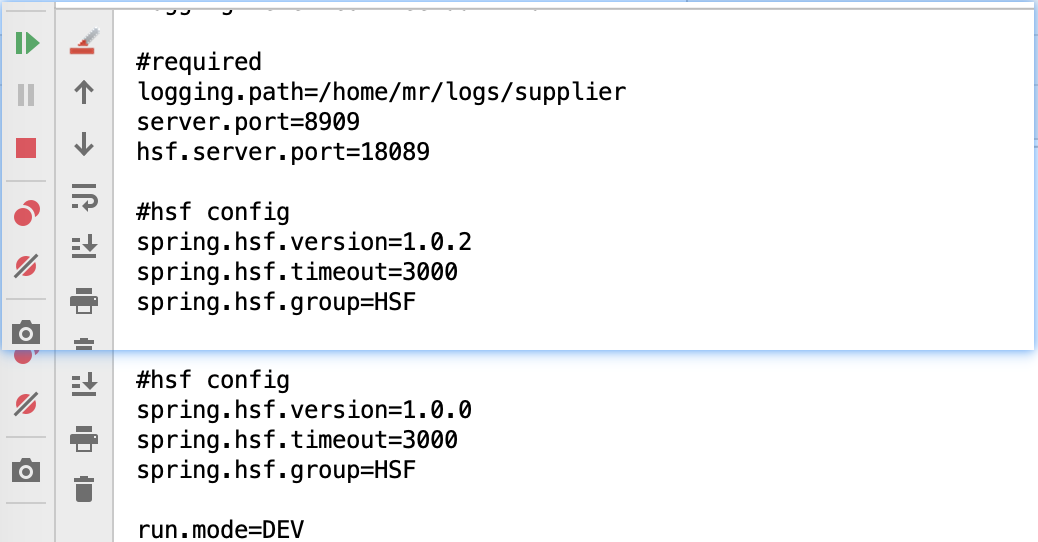 #required
logging.path=/home/mr/logs/supplier
server.port=8909
hsf.server.port=18089
#hsf config
spring.hsf.version=1.0.2
spring.hsf.timeout=3000
spring.hsf.group=HSF
#hsf config
spring.hsf.version=1.0.0
spring.hsf.timeout=3000
spring.hsf.group=HSF
run.mode=DEV